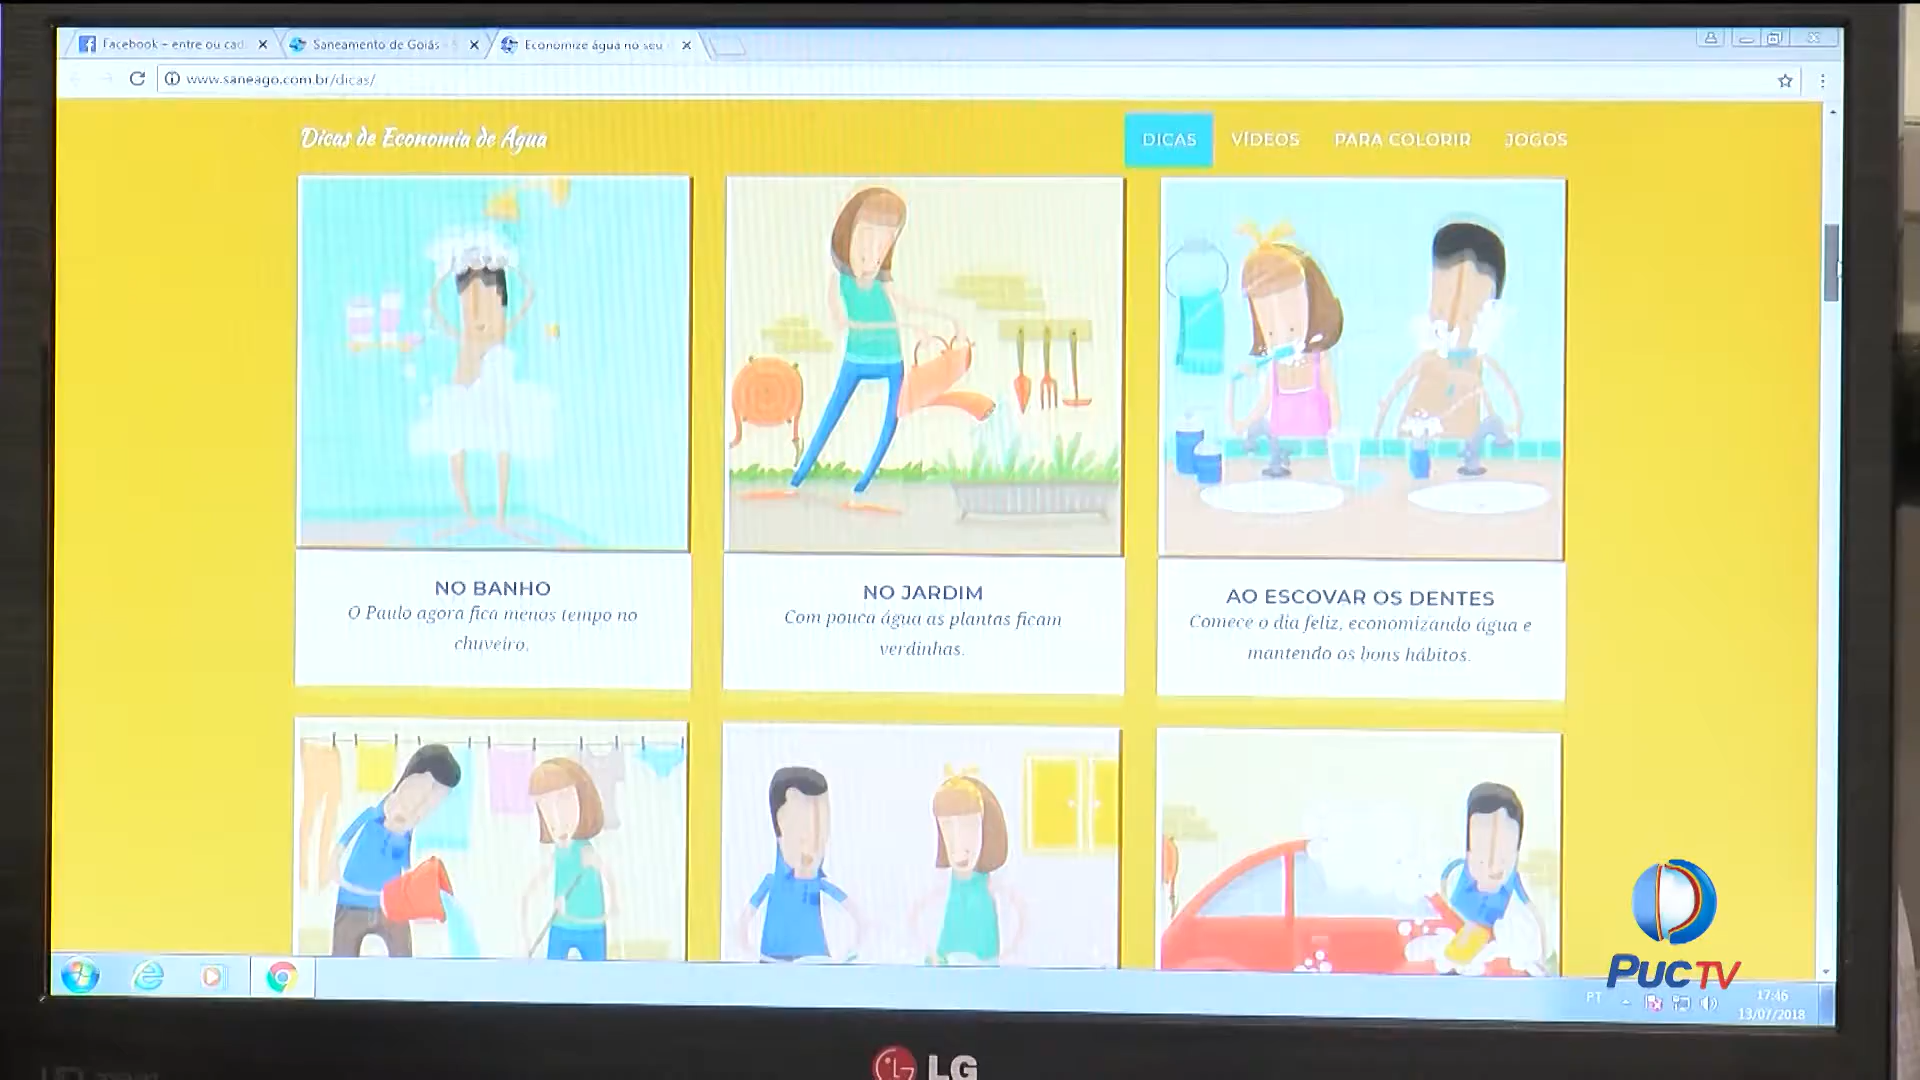 Facebook – entre ou cad
Saneamento de Goiás - S
Economize água no seu
www.saneago.com.br/dicas/
Dicas de Economia de Água
DICAS
VÍDEOS
PARA COLORIR
JOGOS
NO BANHO
O Paulo agora fica menos tempo no
chuveiro.
NO JARDIM
Com pouca água as plantas ficam
verdinhas.
AO ESCOVAR OS DENTES
Comece o dia feliz, economizando água e
mantendo os bons hábitos.
PUC TV
PT
17:46
13/07/2018
LG